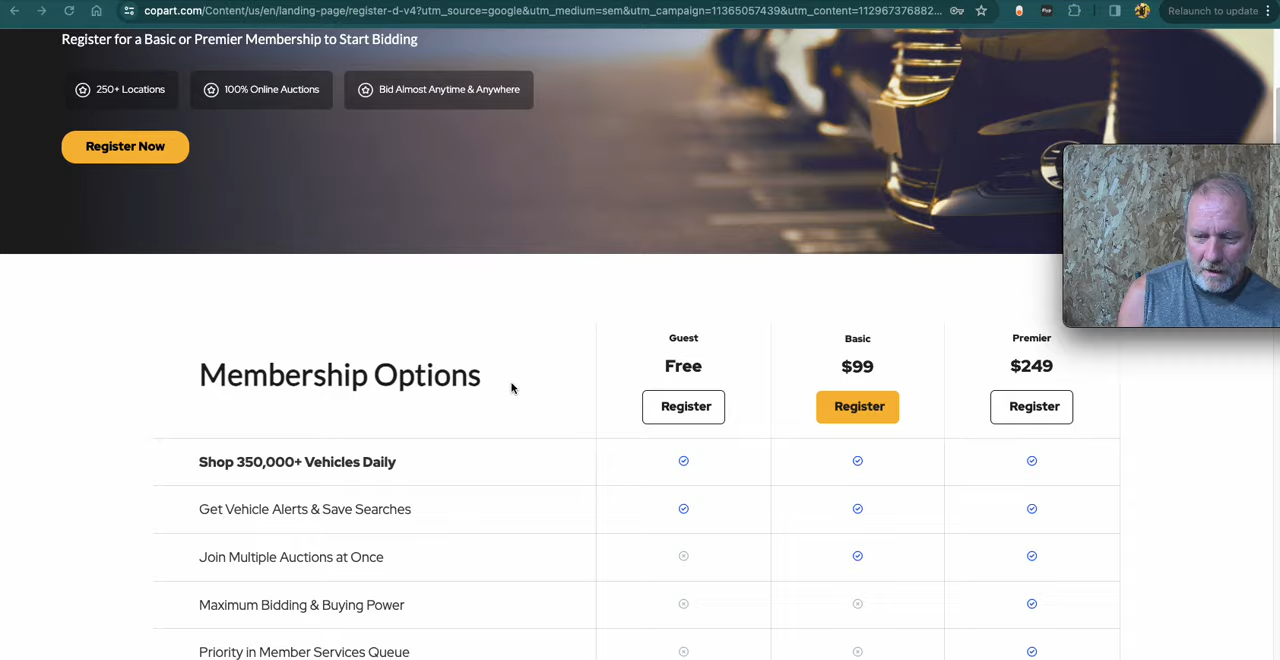 copart.com/Content/us/en/landing-page/register-d-v4?utm_source=google&utm_medium=sem&utm_campaign=11365057439&utm_content=112967376882...
Relaunch to update
Register for a Basic or Premier Membership to Start Bidding
250+ Locations
100% Online Auctions
Bid Almost Anytime & Anywhere
Register Now
Membership Options
Guest
Free
Register
Basic
$99
Register
Premier
$249
Register
Shop 350,000+ Vehicles Daily
Get Vehicle Alerts & Save Searches
Join Multiple Auctions at Once
Maximum Bidding & Buying Power
Priority in Member Services Queue